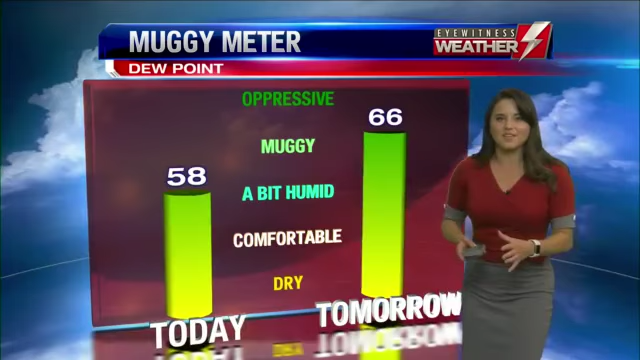 MUGGY METER
EYEWITNESS
WEATHER
DEW POINT
OPPRESSIVE
66
MUGGY
58
A BIT HUMID
COMFORTABLE
DRY
TODAY
TOMORROW